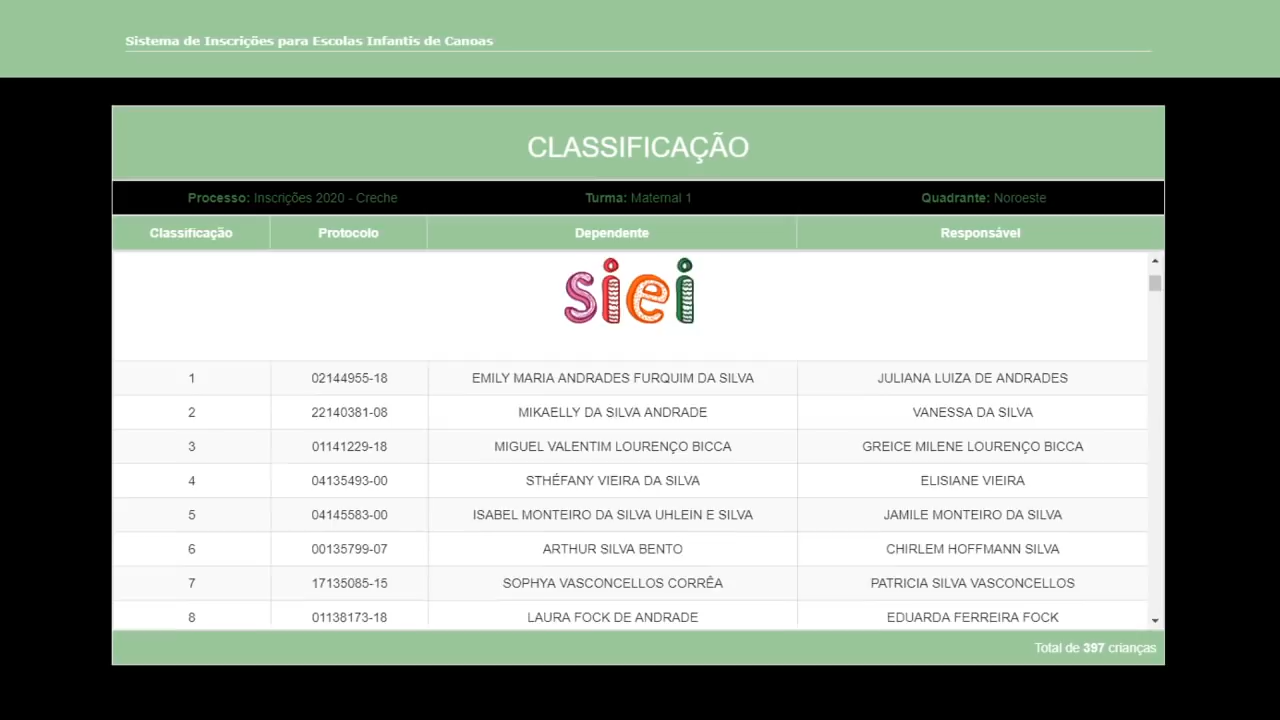 Sistema de Inscrições para Escolas Infantis de Canoas
CLASSIFICAÇÃO
Processo: Inscrições 2020 - Creche Turma: Maternal 1 Quadrante: Noroeste
Classificação Protocolo Dependente Responsável
siei
1 02144955-18 EMILY MARIA ANDRADES FURQUIM DA SILVA JULIANA LUIZA DE ANDRADES
2 22140381-08 MIKAELLY DA SILVA ANDRADE VANESSA DA SILVA
3 01141229-18 MIGUEL VALENTIM LOURENÇO BICCA GREICE MILENE LOURENÇO BICCA
4 04135493-00 STHÉFANY VIEIRA DA SILVA ELISIANE VIEIRA
5 04145583-00 ISABEL MONTEIRO DA SILVA UHLEIN E SILVA JAMILE MONTEIRO DA SILVA
6 00135799-07 ARTHUR SILVA BENTO CHIRLEM HOFFMANN SILVA
7 17135085-15 SOPHYA VASCONCELLOS CORRÊA PATRICIA SILVA VASCONCELLOS
8 01138173-18 LAURA FOCK DE ANDRADE EDUARDA FERREIRA FOCK
Total de 397 crianças